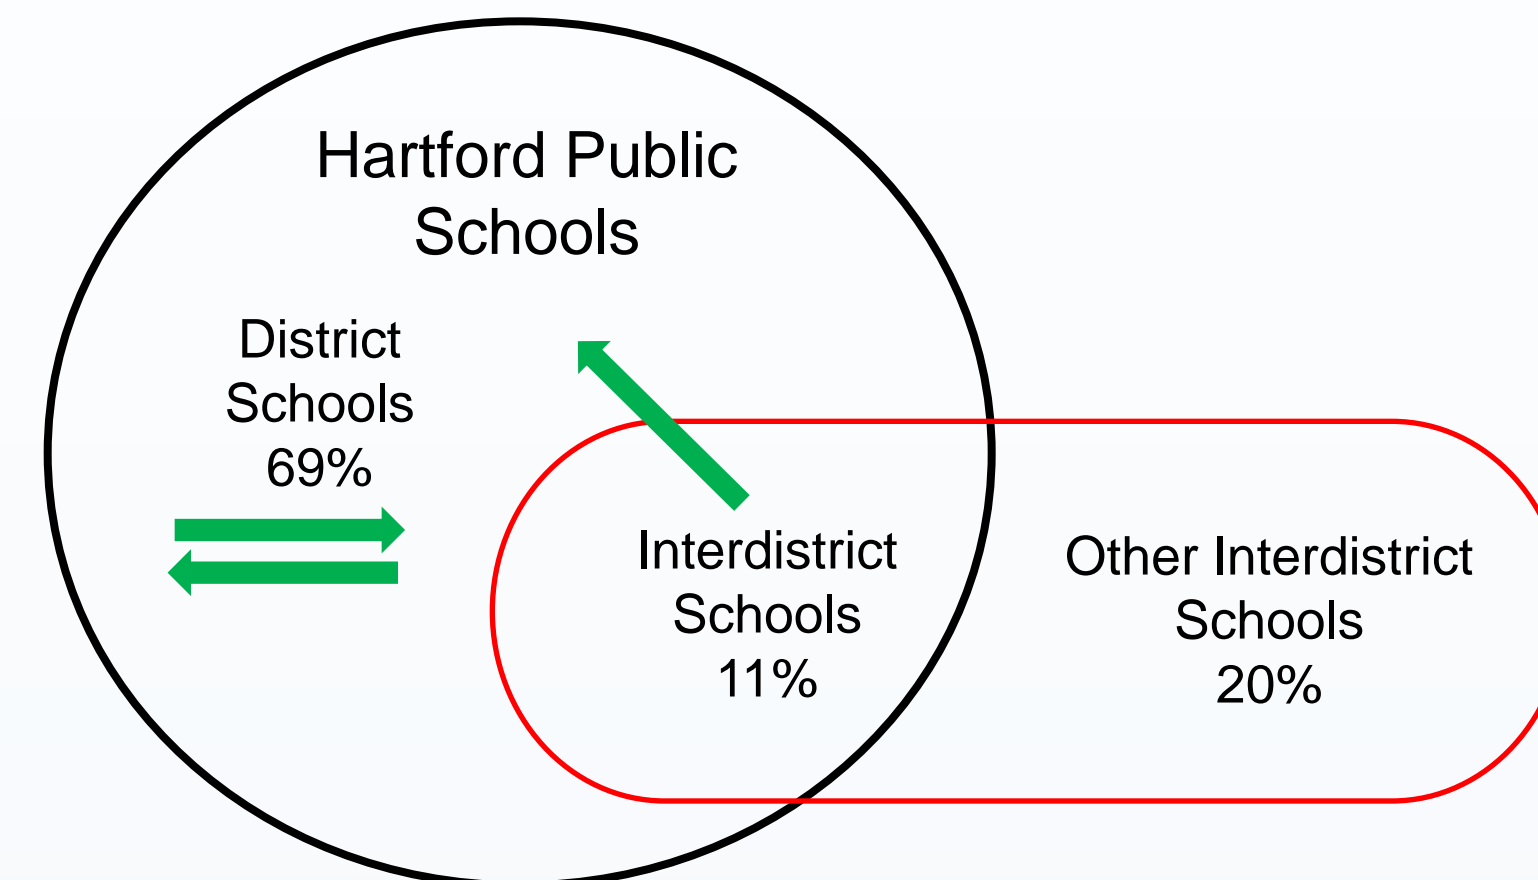 Hartford Public
Schools
District
Schools
69%
Interdistrict
Schools
11%
Other Interdistrict
Schools
20%